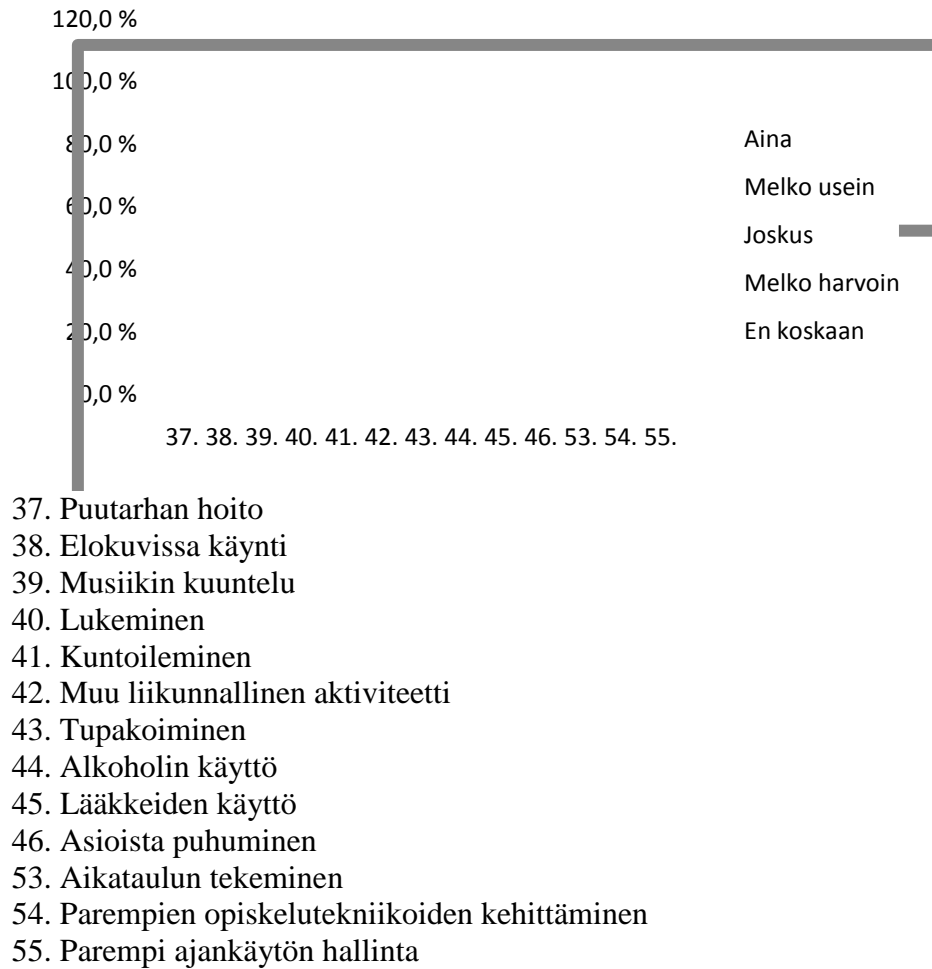 120,0 %
100,0 %
80,0 %
60,0 %
40,0 %
20,0 %
0,0 %
Aina
Melko usein
Joskus
Melko harvoin
En koskaan
37. 38. 39. 40. 41. 42. 43. 44. 45. 46. 53. 54. 55.
37. Puutarhan hoito
38. Elokuvissa käynti
39. Musiikin kuuntelu
40. Lukeminen
41. Kuntoileminen
42. Muu liikunnallinen aktiviteetti
43. Tupakoiminen
44. Alkoholin käyttö
45. Lääkkeiden käyttö
46. Asioista puhuminen
53. Aikataulun tekeminen
54. Parempien opiskelutekniikoiden kehittäminen
55. Parempi ajankäytön hallinta